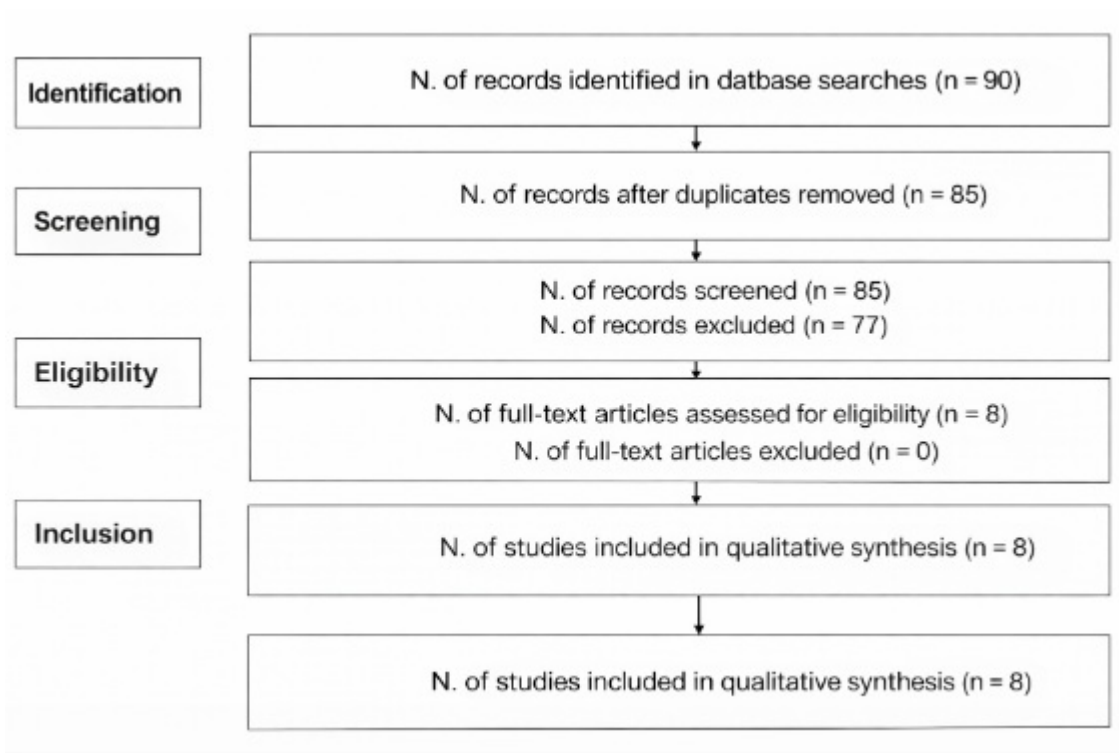 Identification
N. of records identified in datbase searches (n = 90)
Screening
N. of records after duplicates removed (n = 85)
N. of records screened (n = 85)
N. of records excluded (n = 77)
Eligibility
N. of full-text articles assessed for eligibility (n = 8)
N. of full-text articles excluded (n = 0)
Inclusion
N. of studies included in qualitative synthesis (n = 8)
N. of studies included in qualitative synthesis (n = 8)